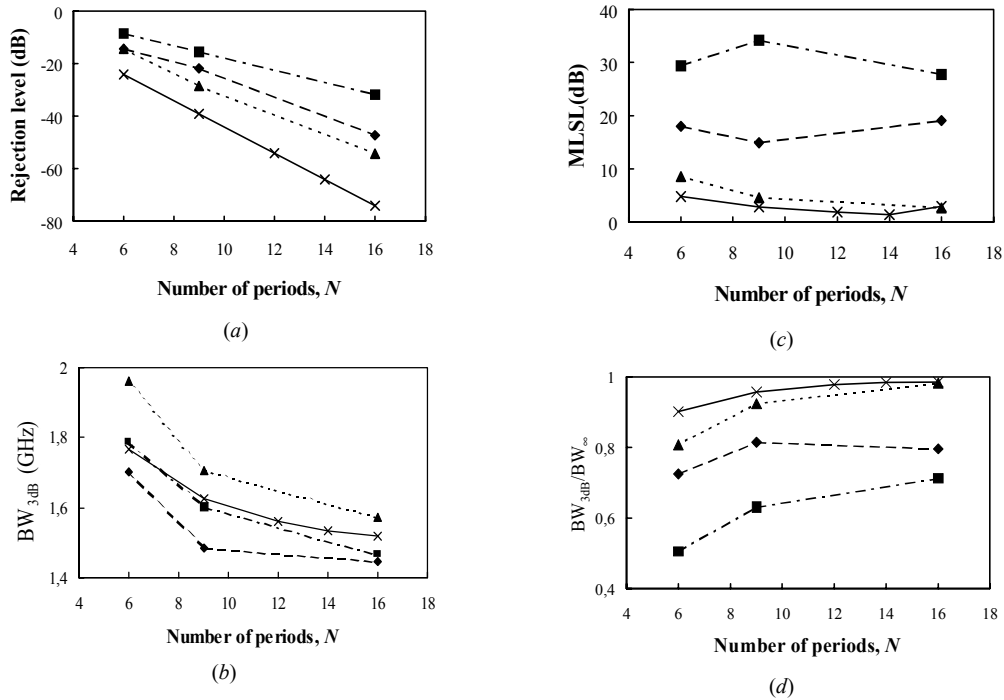 0
-20
-40
-60
-80
Rejection level (dB)
4 6 8 10 12 14 16 18
Number of periods, N
(a)
40
30
20
10
0
MLSL(dB)
4 6 8 10 12 14 16 18
Number of periods, N
(c)
2
1,8
1,6
1,4
BW3dB (GHz)
4 6 8 10 12 14 16 18
Number of periods, N
(b)
1
0,8
0,6
0,4
BW3dB/BW∞
4 6 8 10 12 14 16 18
Number of periods, N
(d)